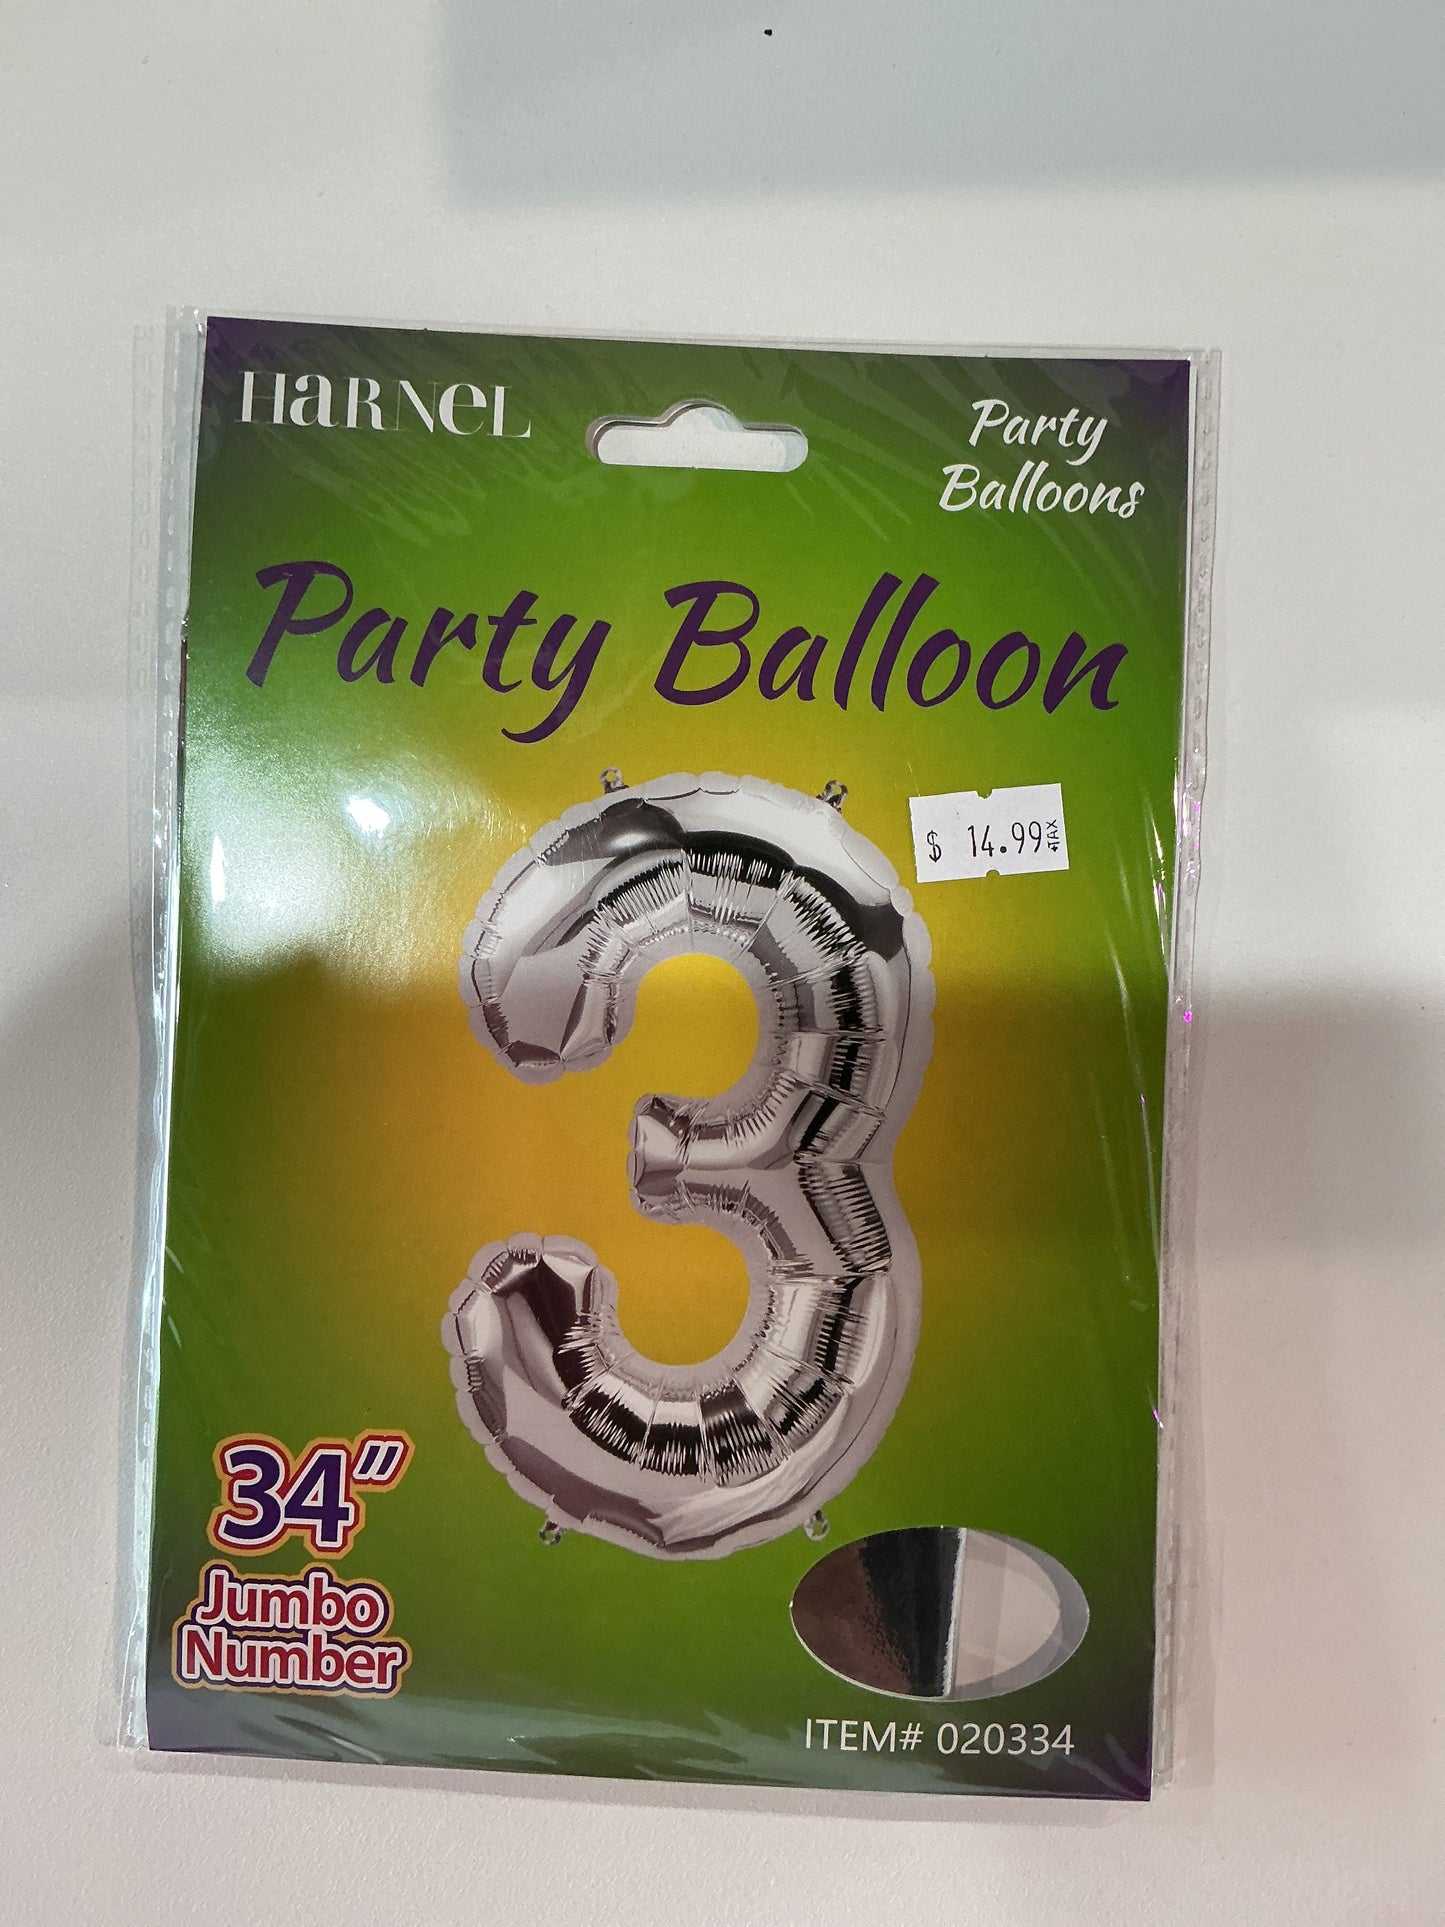 HARNEL
Party
Balloons
Party Balloon
$ 14.99 +TAX
3
34"
Jumbo
Number
ITEM# 020334